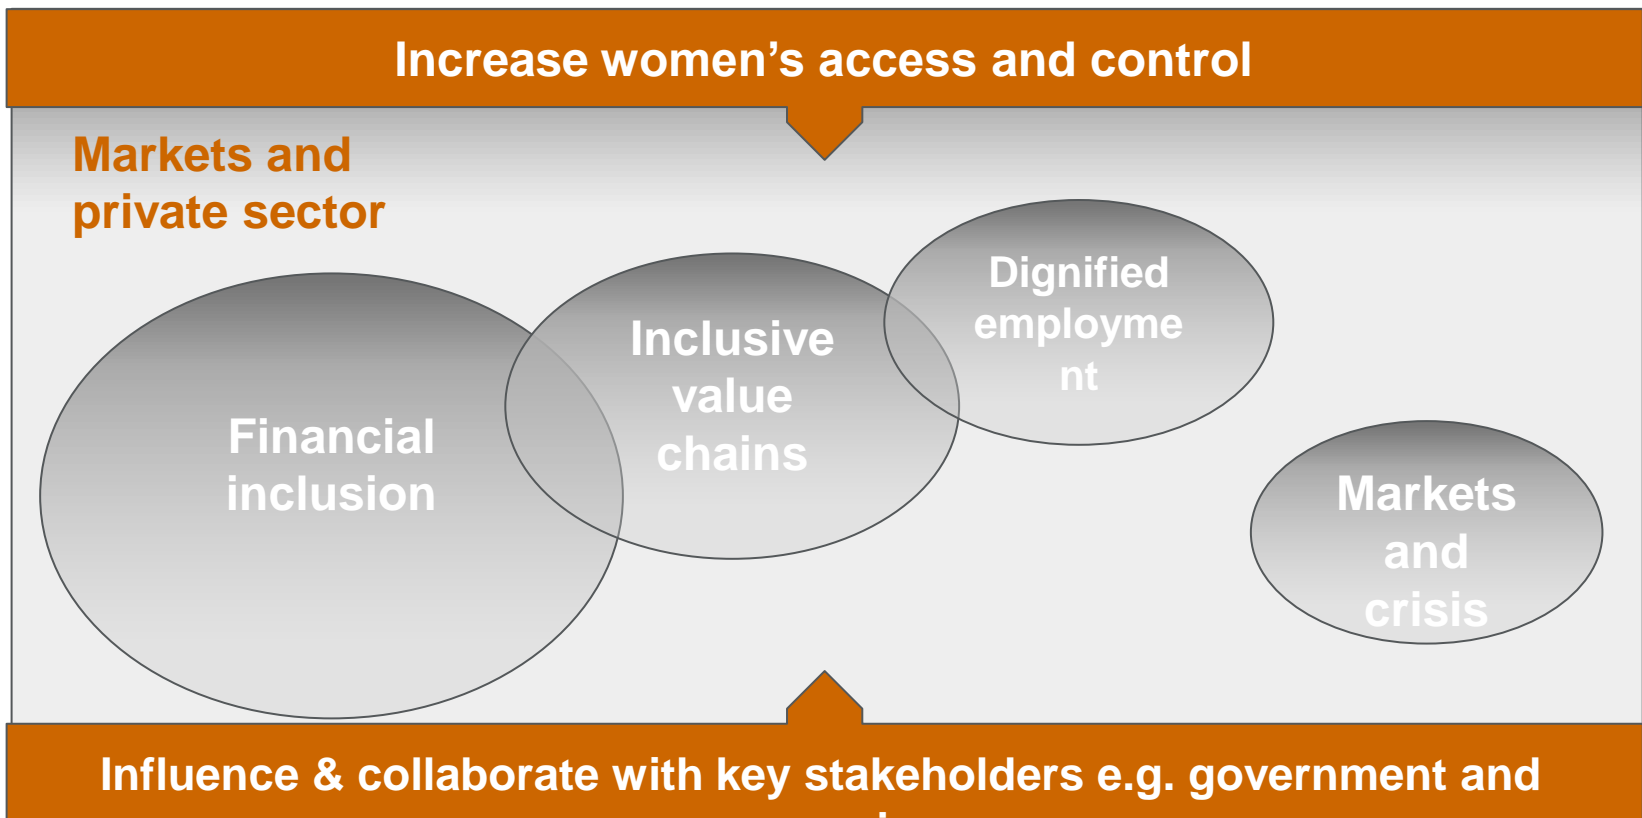 Increase women’s access and control
Markets and
private sector
Financial
inclusion
Inclusive
value
chains
Dignified
employme
nt
Markets
and
crisis
Influence & collaborate with key stakeholders e.g. government and